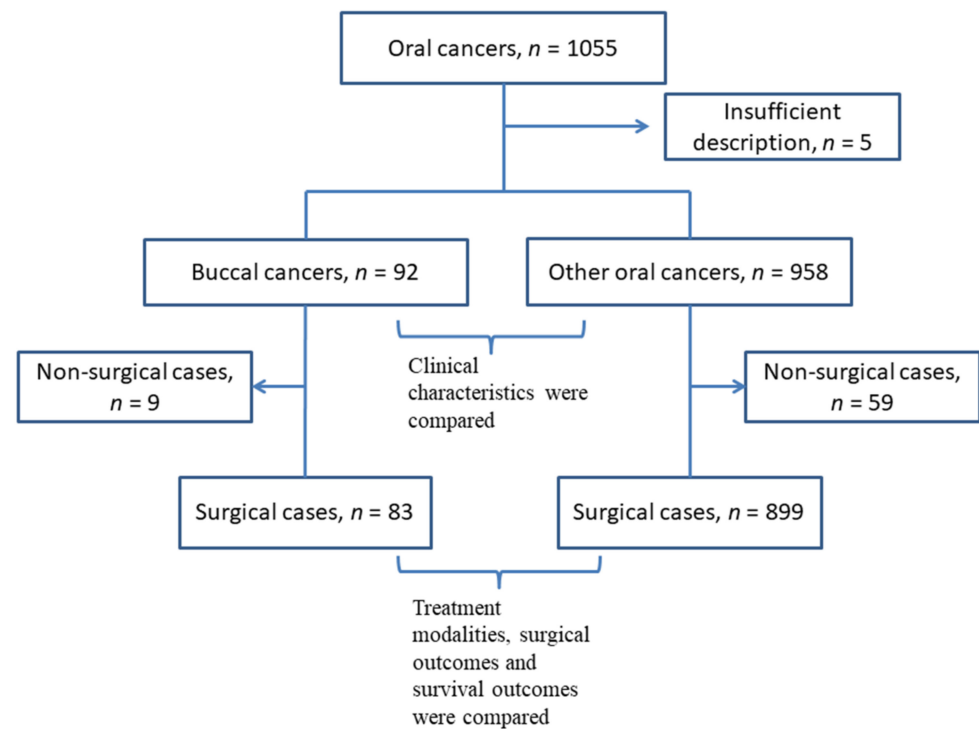 Oral cancers, n = 1055
Insufficient
description, n = 5
Buccal cancers, n = 92
Other oral cancers, n = 958
Non-surgical cases,
n = 9
Clinical
characteristics were
compared
Non-surgical cases,
n = 59
Surgical cases, n = 83
Surgical cases, n = 899
Treatment
modalities, surgical
outcomes and
survival outcomes
were compared